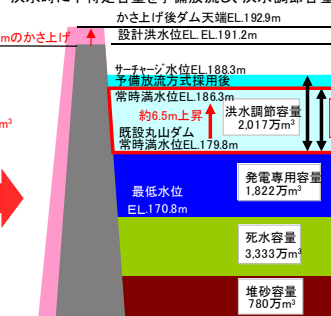 かさ上げ後ダム天端EL.192.9m
設計洪水位EL.EL.191.2m
mのかさ上げ
サーチャージ水位EL.188.3m
予備放流方式採用後
常時満水位EL.186.3m
約6.5m上昇
既設丸山ダム
常時満水位EL.179.8m
洪水調節容量
2,017万m³
m³
発電専用容量
1,822万m³
最低水位
EL.170.8m
死水容量
3,333万m³
堆砂容量
780万m³